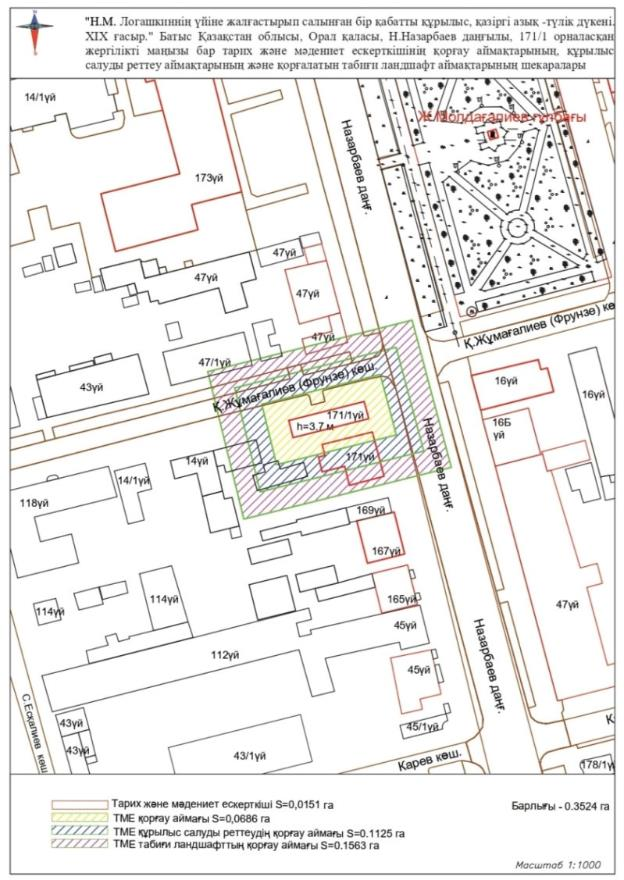 "Н.М. Логашкиннің үйіне жалғастырып салынған бір қабатты құрылыс, қазіргі азық -түлік дүкені.
XIX ғасыр." Батыс Қазақстан облысы, Орал қаласы, Н.Назарбаев даңғылы, 171/1 орналасқан
жергілікті маңызы бар тарих және мәдениет ескерткішінің қорғау аймақтарының, құрылыс
салуды реттеу аймақтарының және қорғалатын табиғи ландшафт аймақтарының шекаралары
14/1үй
Назарбаев даңғ.
173үй
47үй
47үй
47үй
47үй
47/1үй
Қ.Жұмағалиев (Фрунзе) көш.
Қ.Жұмағалиев (Фрунзе) кө
43үй
16үй
16үй
16Б
үй
171/1үй
h=3,7 м
171үй
Назарбаев даңғ.
14үй
14/1үй
118үй
169үй
167үй
114үй
114үй
165үй
47үй
45үй
112үй
Назарбаев даңғ.
45үй
С.Есқалиев көш.
43үй
43үй
43/1үй
45/1үй
Карев көш.
178/1үй
Тарих және мәдениет ескерткіші S=0,0151 га
Барлығы - 0.3524 га
ТМЕ қорғау аймағы S=0,0686 га
ТМЕ құрылыс салуды реттеудің қорғау аймағы S=0.1125 га
ТМЕ табиғи ландшафттың қорғау аймағы S=0.1563 га
Масштаб 1:1000